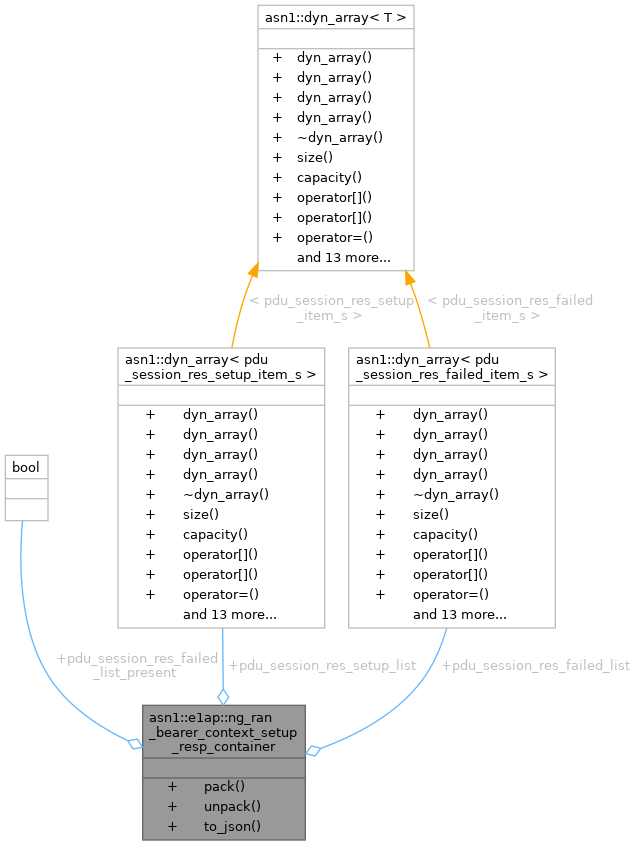 asn1::dyn_array< T >
+ dyn_array()
+ dyn_array()
+ dyn_array()
+ dyn_array()
+ ~dyn_array()
+ size()
+ capacity()
+ operator[]()
+ operator[]()
+ operator=()
and 13 more...
< pdu_session_res_setup
_item_s >
< pdu_session_res_failed
_item_s >
asn1::dyn_array< pdu
_session_res_setup_item_s >
+ dyn_array()
+ dyn_array()
+ dyn_array()
+ dyn_array()
+ ~dyn_array()
+ size()
+ capacity()
+ operator[]()
+ operator[]()
+ operator=()
and 13 more...
asn1::dyn_array< pdu
_session_res_failed_item_s >
+ dyn_array()
+ dyn_array()
+ dyn_array()
+ dyn_array()
+ ~dyn_array()
+ size()
+ capacity()
+ operator[]()
+ operator[]()
+ operator=()
and 13 more...
bool
+pdu_session_res_failed
_list_present
+pdu_session_res_setup_list
+pdu_session_res_failed_list
asn1::e1ap::ng_ran
_bearer_context_setup
_resp_container
+ pack()
+ unpack()
+ to_json()